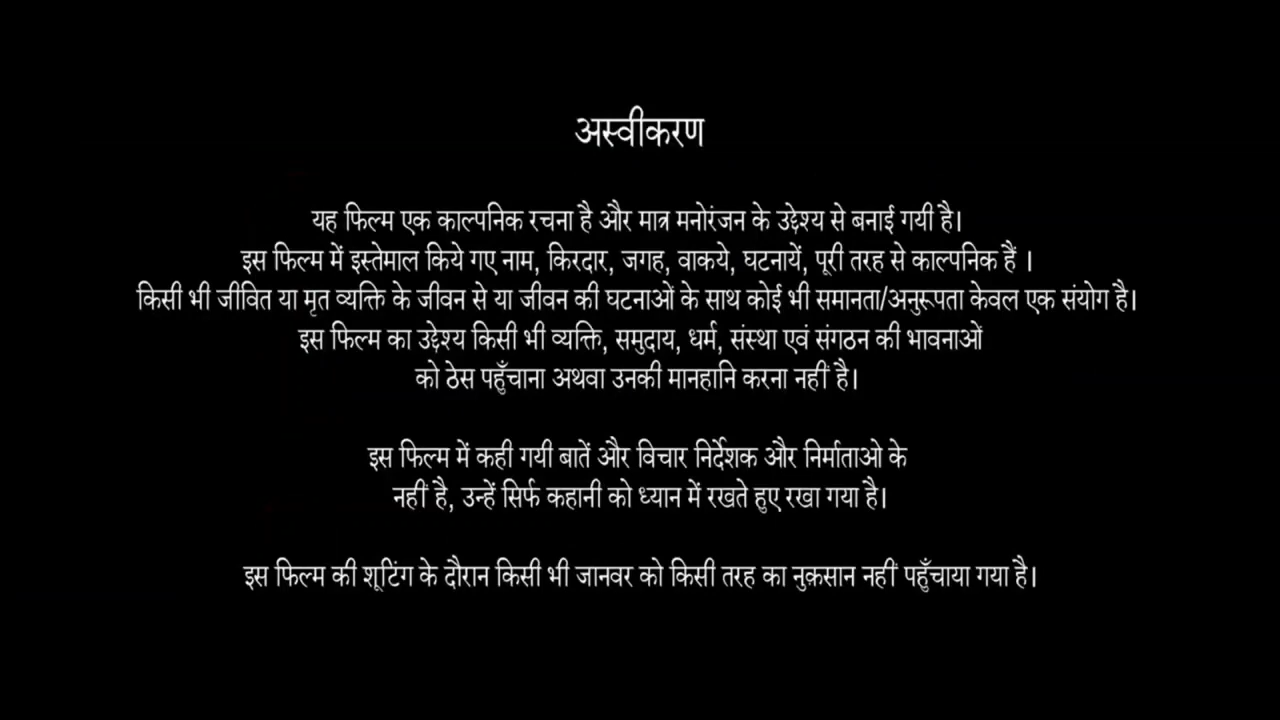 अस्वीकरण
यह फिल्म एक काल्पनिक रचना है और मात्र मनोरंजन के उद्देश्य से बनाई गयी है।
इस फिल्म में इस्तेमाल किये गए नाम, किरदार, जगह, वाकये, घटनायें, पूरी तरह से काल्पनिक हैं ।
किसी भी जीवित या मृत व्यक्ति के जीवन से या जीवन की घटनाओं के साथ कोई भी समानता/अनुरूपता केवल एक संयोग है।
इस फिल्म का उद्देश्य किसी भी व्यक्ति, समुदाय, धर्म, संस्था एवं संगठन की भावनाओं
को ठेस पहुँचाना अथवा उनकी मानहानि करना नहीं है।
इस फिल्म में कही गयी बातें और विचार निर्देशक और निर्माताओ के
नहीं है, उन्हें सिर्फ कहानी को ध्यान में रखते हुए रखा गया है।
इस फिल्म की शूटिंग के दौरान किसी भी जानवर को किसी तरह का नुक़सान नहीं पहुँचाया गया है।